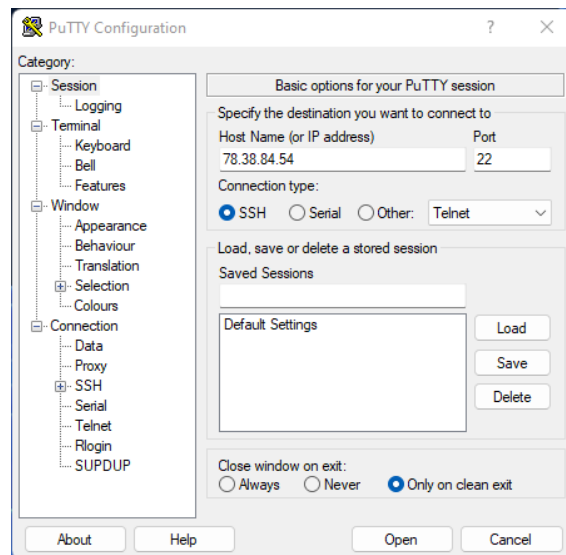 PuTTY Configuration
?
Category:
Session
Logging
Terminal
Keyboard
Bell
Features
Window
Appearance
Behaviour
Translation
Selection
Colours
Connection
Data
Proxy
SSH
Serial
Telnet
Rlogin
SUPDUP
Basic options for your PuTTY session
Specify the destination you want to connect to
Host Name (or IP address) Port
78.38.84.54 22
Connection type:
SSH Serial Other: Telnet
Load, save or delete a stored session
Saved Sessions
Default Settings
Load
Save
Delete
Close window on exit:
Always Never Only on clean exit
About Help Open Cancel